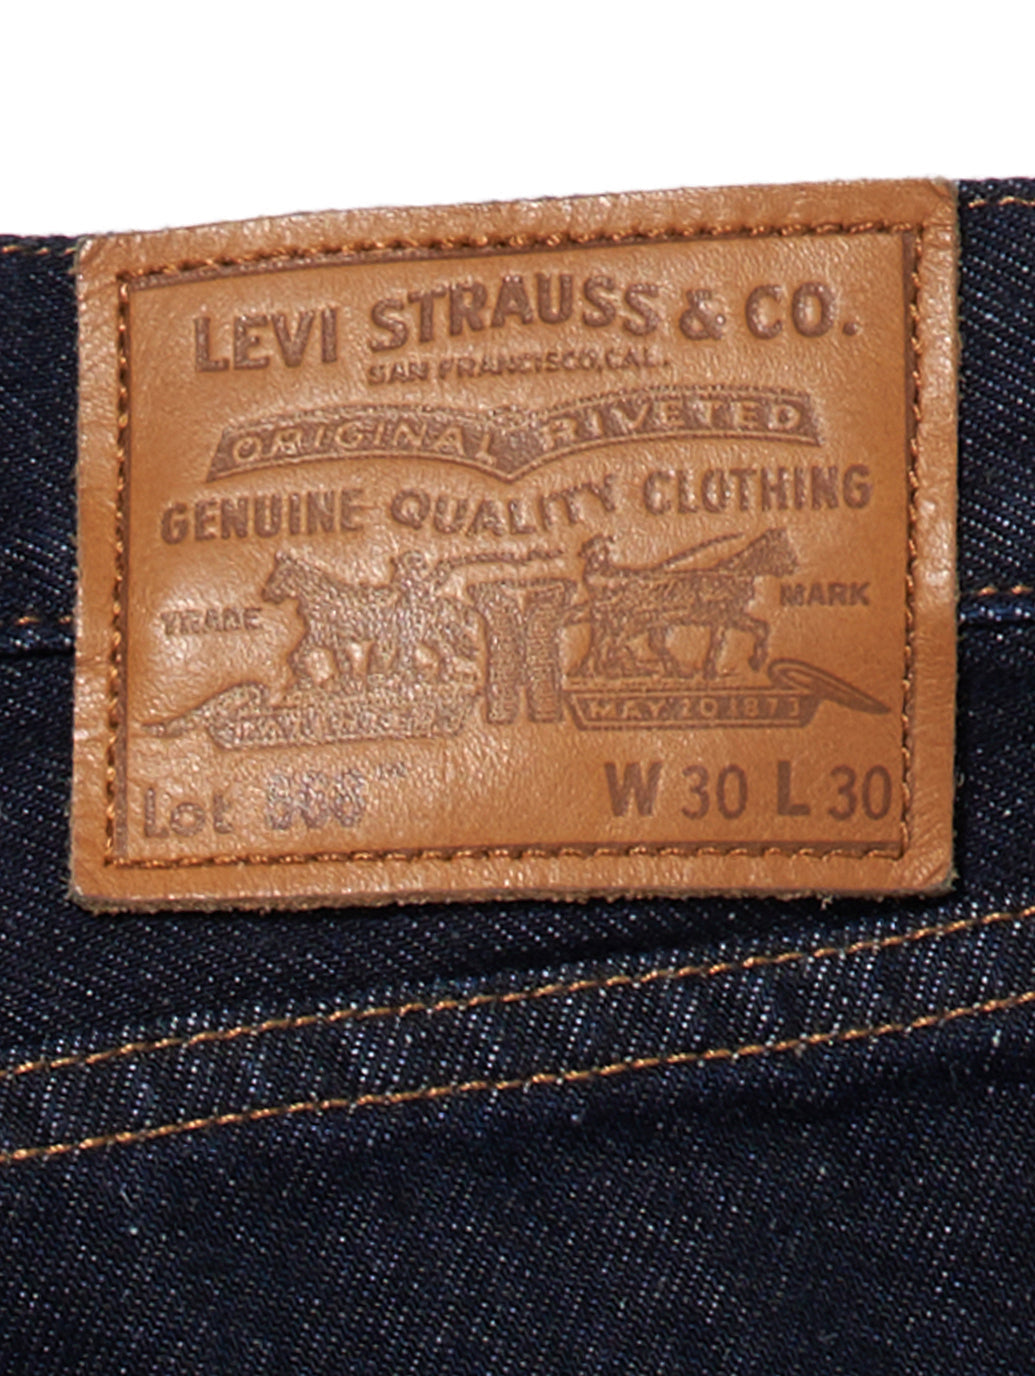 LEVI STRAUSS & CO.
SAN FRANCISCO, CAL.
ORIGINAL RIVETED
GENUINE QUALITY CLOTHING
TRADE MARK
MAY 20 1873
Lot W 30 L 30